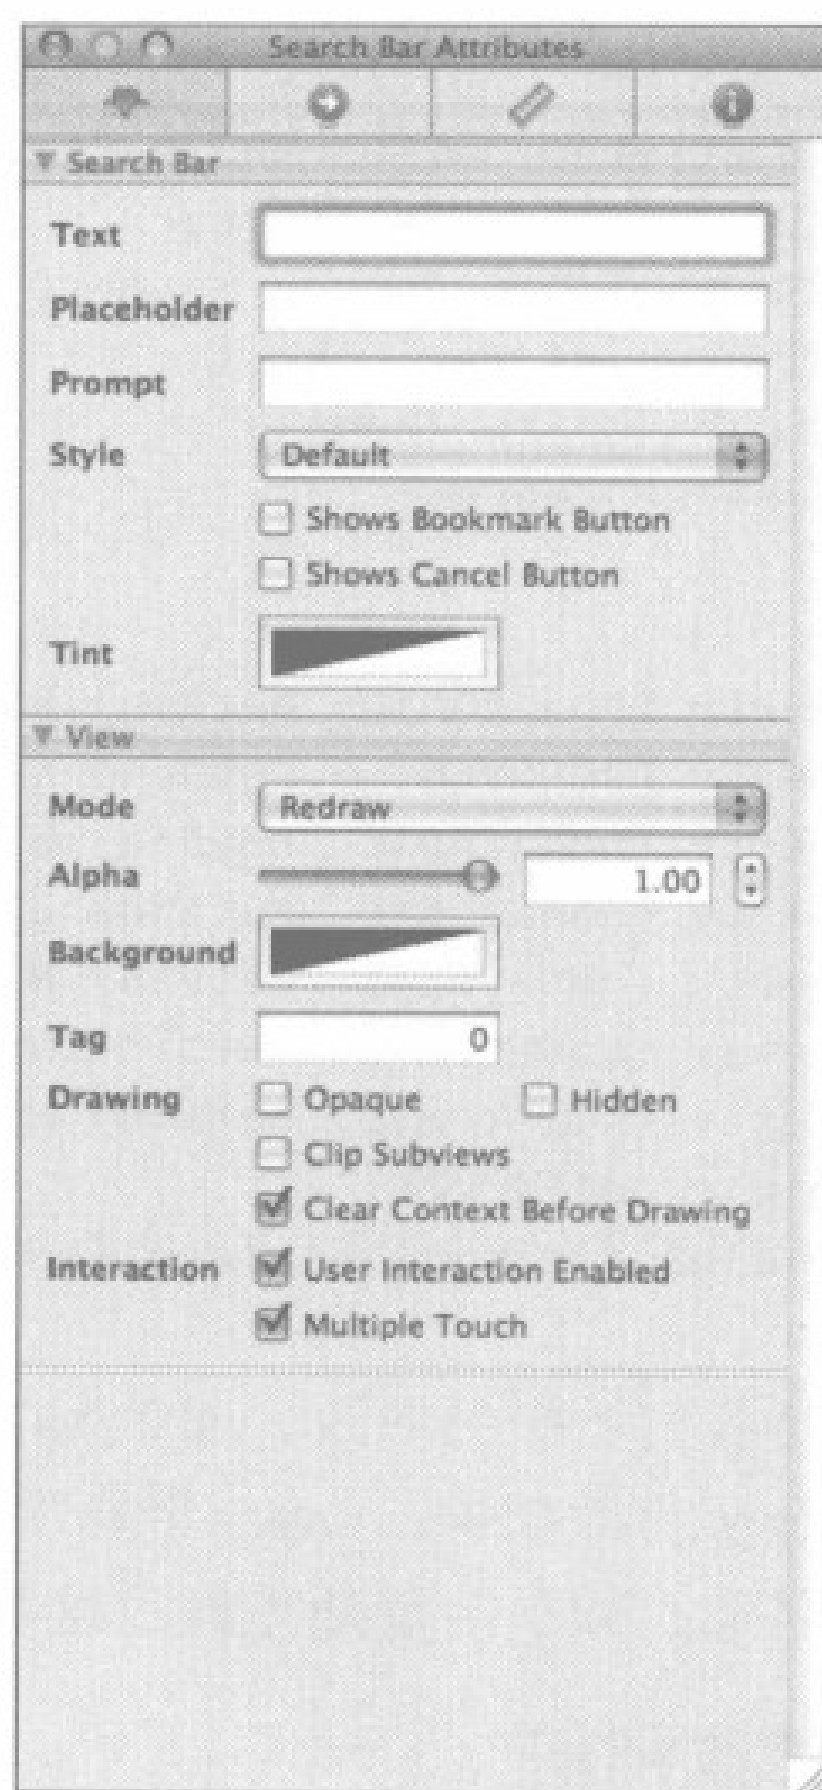 Search Bar Attributes
Search Bar
Text
Placeholder
Prompt
Style Default
Shows Bookmark Button
Shows Cancel Button
Tint
View
Mode Redraw
Alpha 1.00
Background
Tag 0
Drawing Opaque Hidden
Clip Subviews
Clear Context Before Drawing
Interaction User Interaction Enabled
Multiple Touch